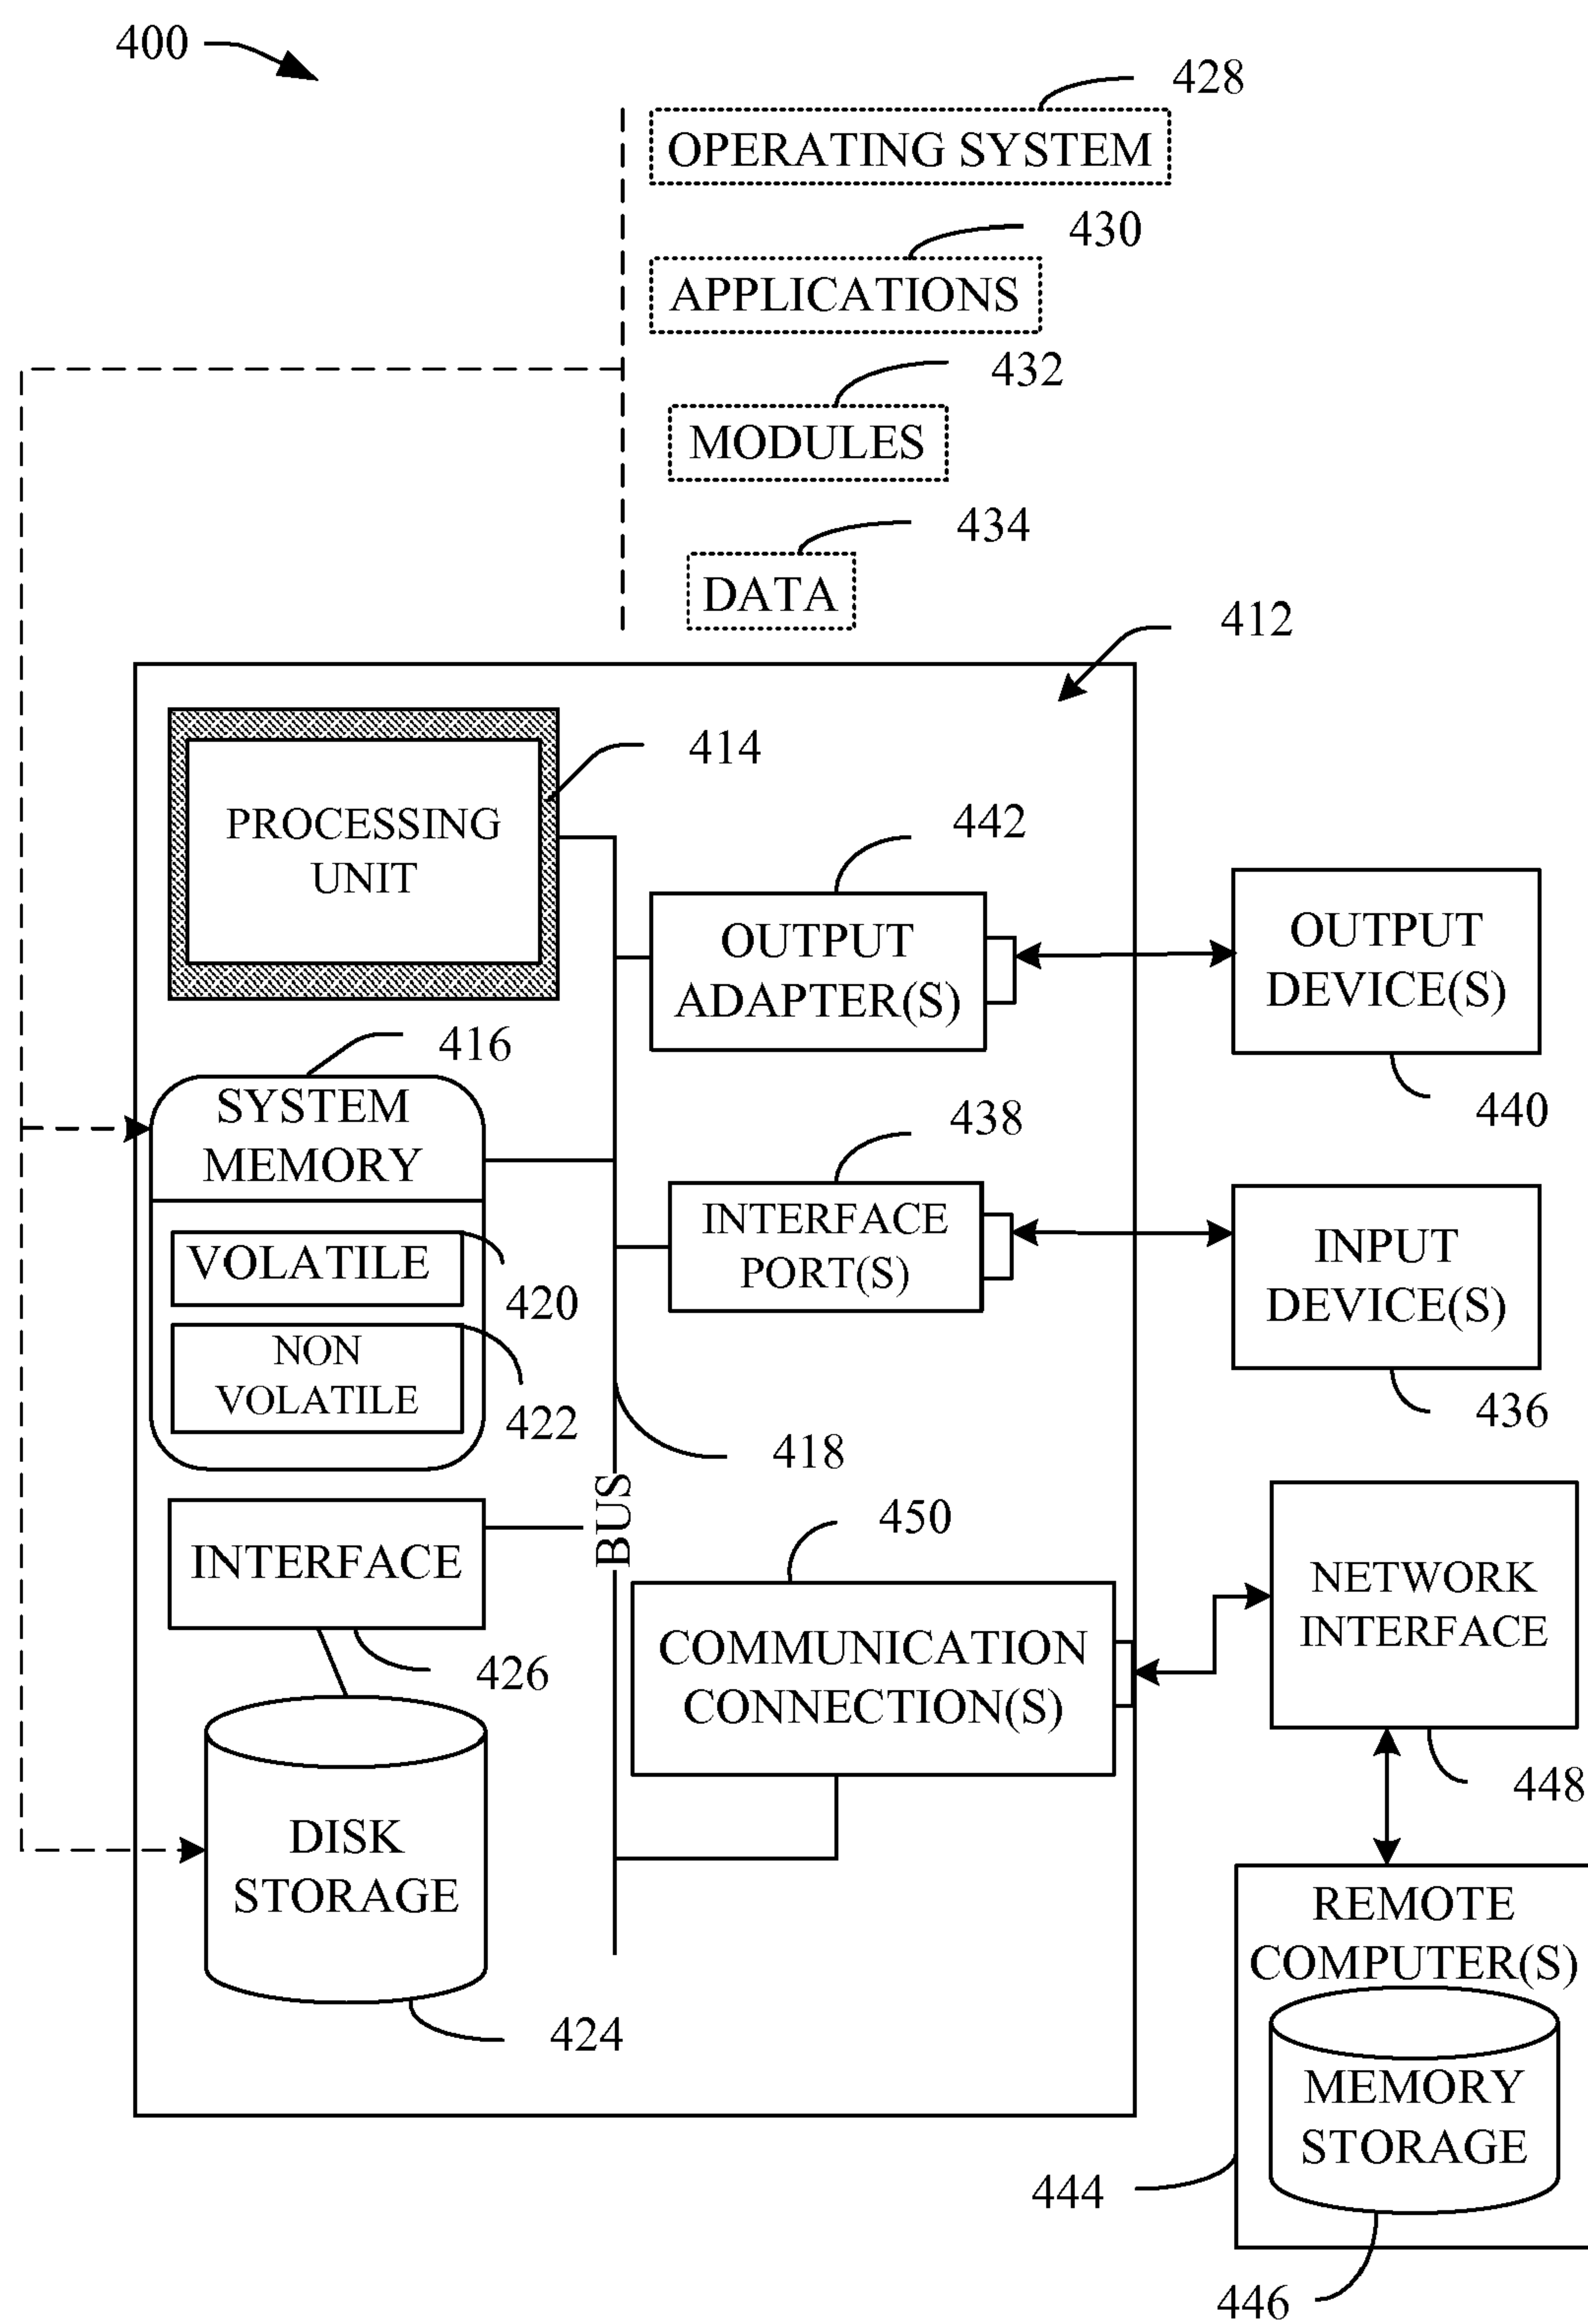 400
428
OPERATING SYSTEM
430
APPLICATIONS
432
MODULES
434
DATA
412
PROCESSING
UNIT
414
442
OUTPUT
ADAPTER(S)
OUTPUT
DEVICE(S)
440
416
SYSTEM
MEMORY
VOLATILE
420
NON
VOLATILE
422
438
INTERFACE
PORT(S)
INPUT
DEVICE(S)
436
418
BUS
INTERFACE
426
450
COMMUNICATION
CONNECTION(S)
NETWORK
INTERFACE
448
DISK
STORAGE
424
REMOTE
COMPUTER(S)
MEMORY
STORAGE
444
446